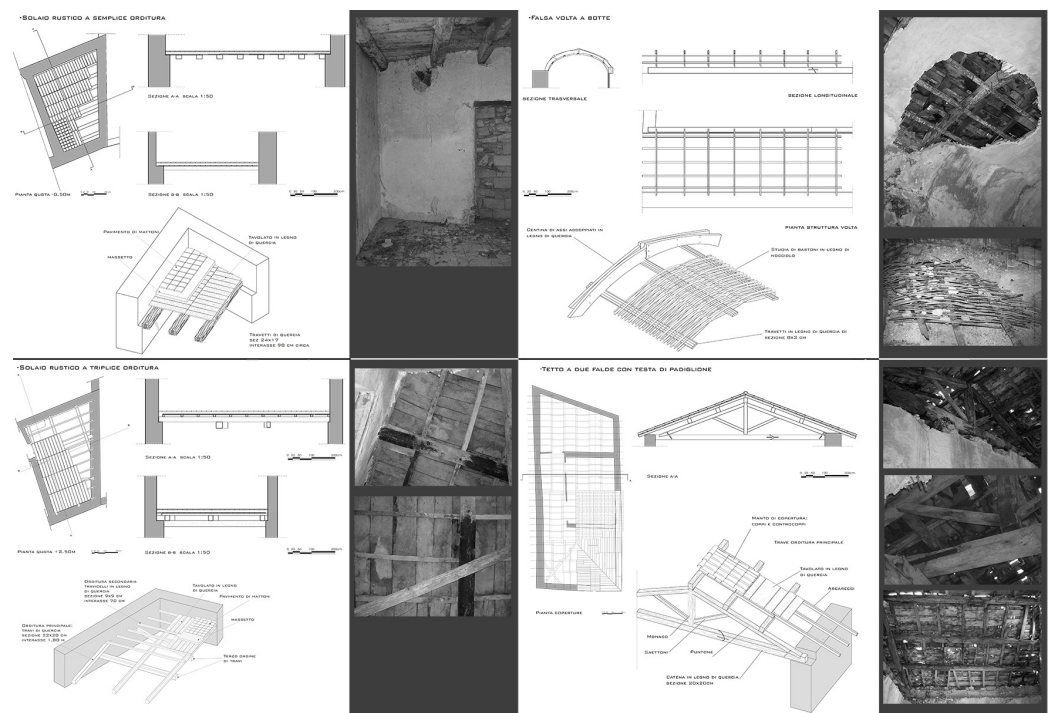 -Solaio rustico a semplice orditura
Sezione A-A scala 1:50
Sezione B-B scala 1:50
Pianta quota -0.50m
Pavimento di mattoni
Tavolato in legno
di quercia
massetto
Travetti di quercia
sez 24x17
interasse 90 cm circa
-Falsa volta a botte
sezione trasversale
sezione longitudinale
pianta struttura volta
Centina di assi accoppiati in
legno di quercia
Stuoia di bastoni in legno di
nocciolo
Travetti in legno di quercia di
sezione 8x3 cm
-Solaio rustico a triplice orditura
Sezione A-A scala 1:50
Pianta quota +2.50m
Sezione B-B scala 1:50
Orditura secondaria
travicelli in legno
di quercia
sezione 9x9 cm
interasse 70 cm
Tavolato in legno
di quercia
Pavimento di mattoni
massetto
Orditura principale:
travi di quercia
Terzo ordine
di travi
-Tetto a due falde con testa di padiglione
Sezione A-A
Manto di copertura:
coppi e controcoppi
Trave orditura principale
Tavolato in legno
di quercia
Arcarecci
Pianta coperture
Monaco
Saettoni
Puntone
Catena in legno di quercia
sezione 20x20cm